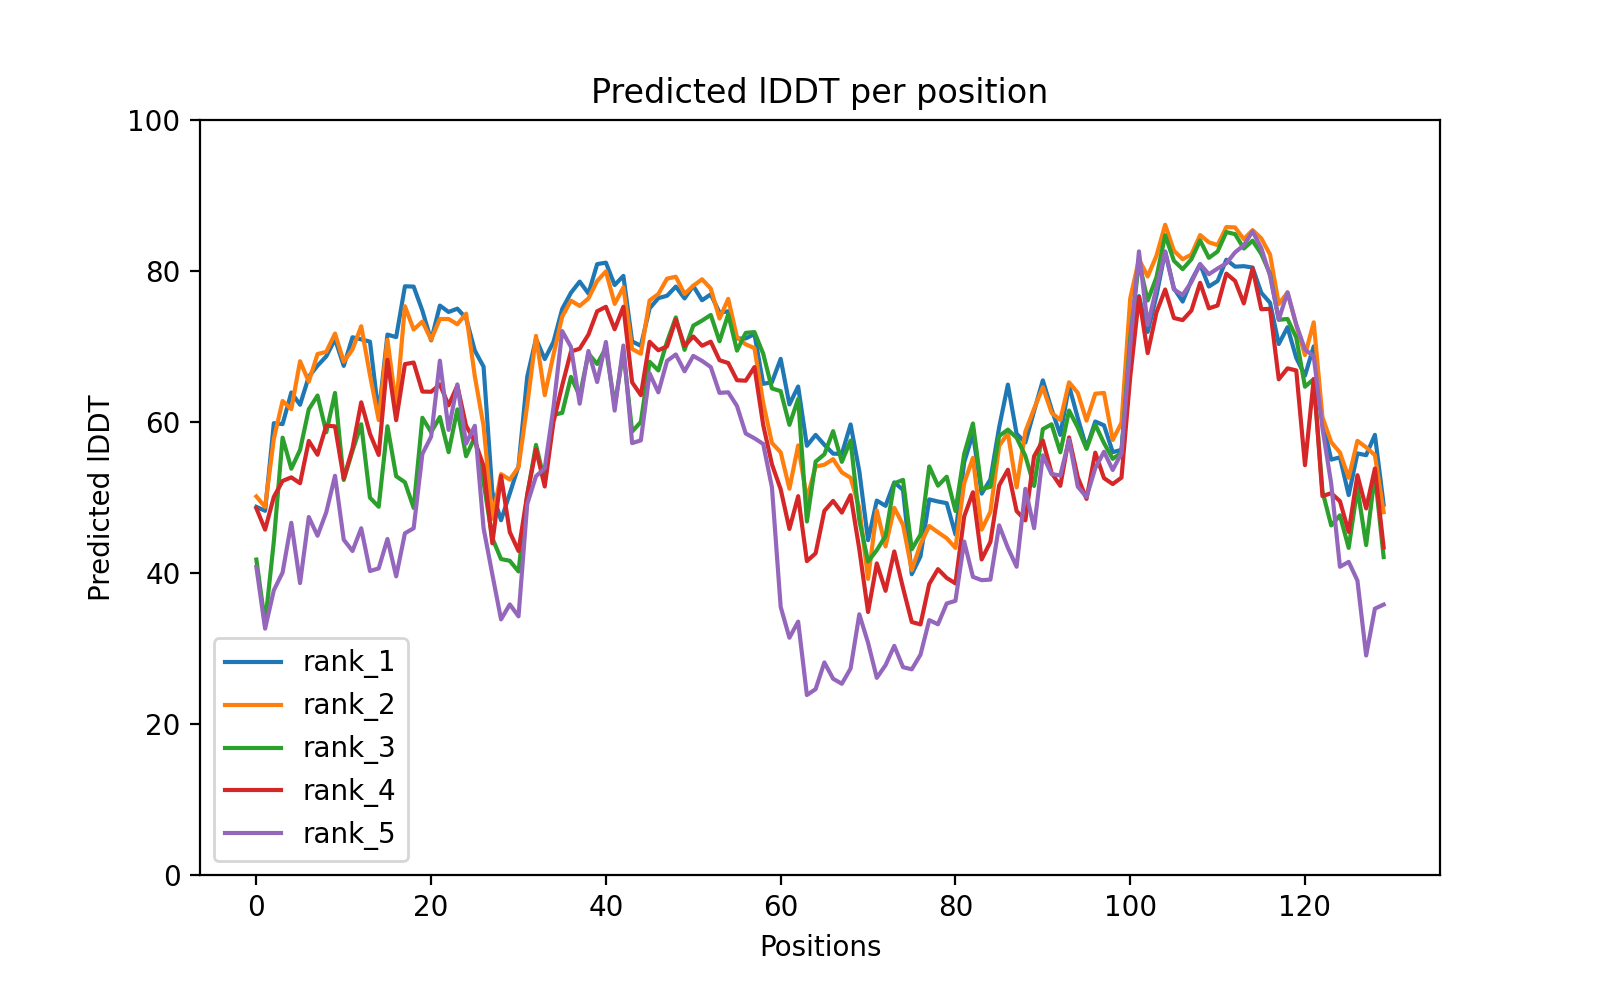 Predicted lDDT per position
100
80
60
40
20
0
Predicted lDDT
rank_1
rank_2
rank_3
rank_4
rank_5
0 20 40 60 80 100 120
Positions